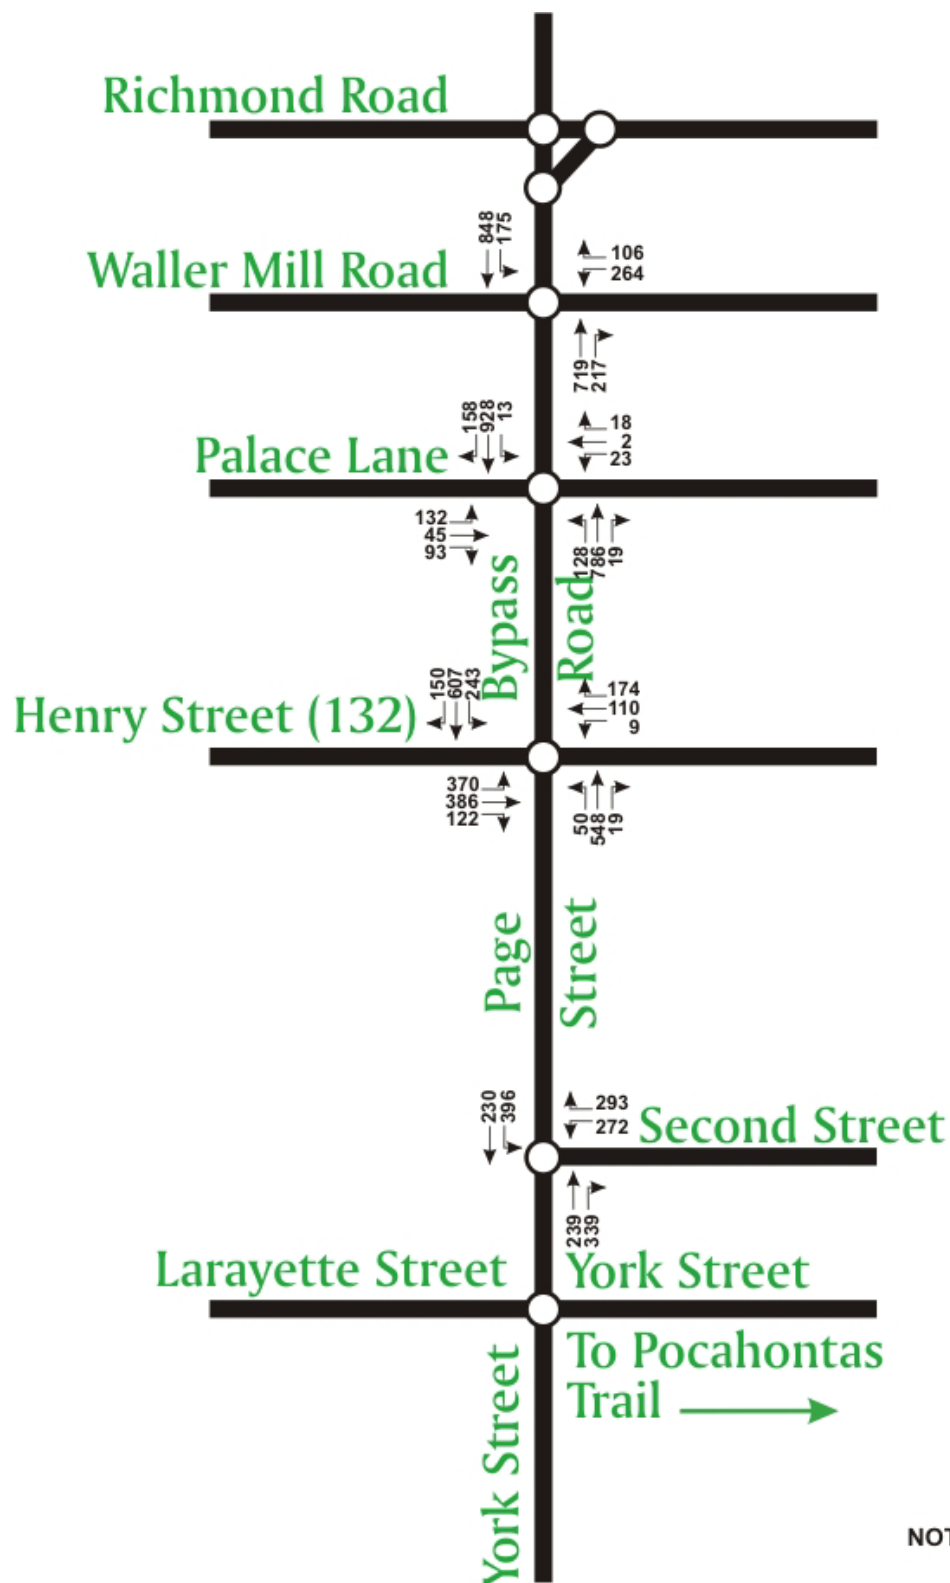 Richmond Road
848
175
106
264
Waller Mill Road
719
217
158
928
13
18
2
23
Palace Lane
132
45
93
128
786
19
Bypass
Road
150
607
243
174
110
9
Henry Street (132)
370
386
122
50
548
19
Page
Street
230
396
293
272
Second Street
239
339
Larayette Street
York Street
To Pocahontas
Trail
York Street
NOT